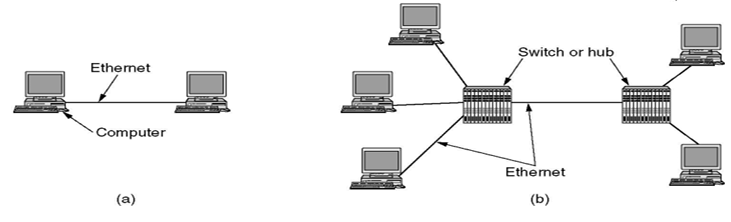 Ethernet
Computer
(a)
Switch or hub
Ethernet
(b)